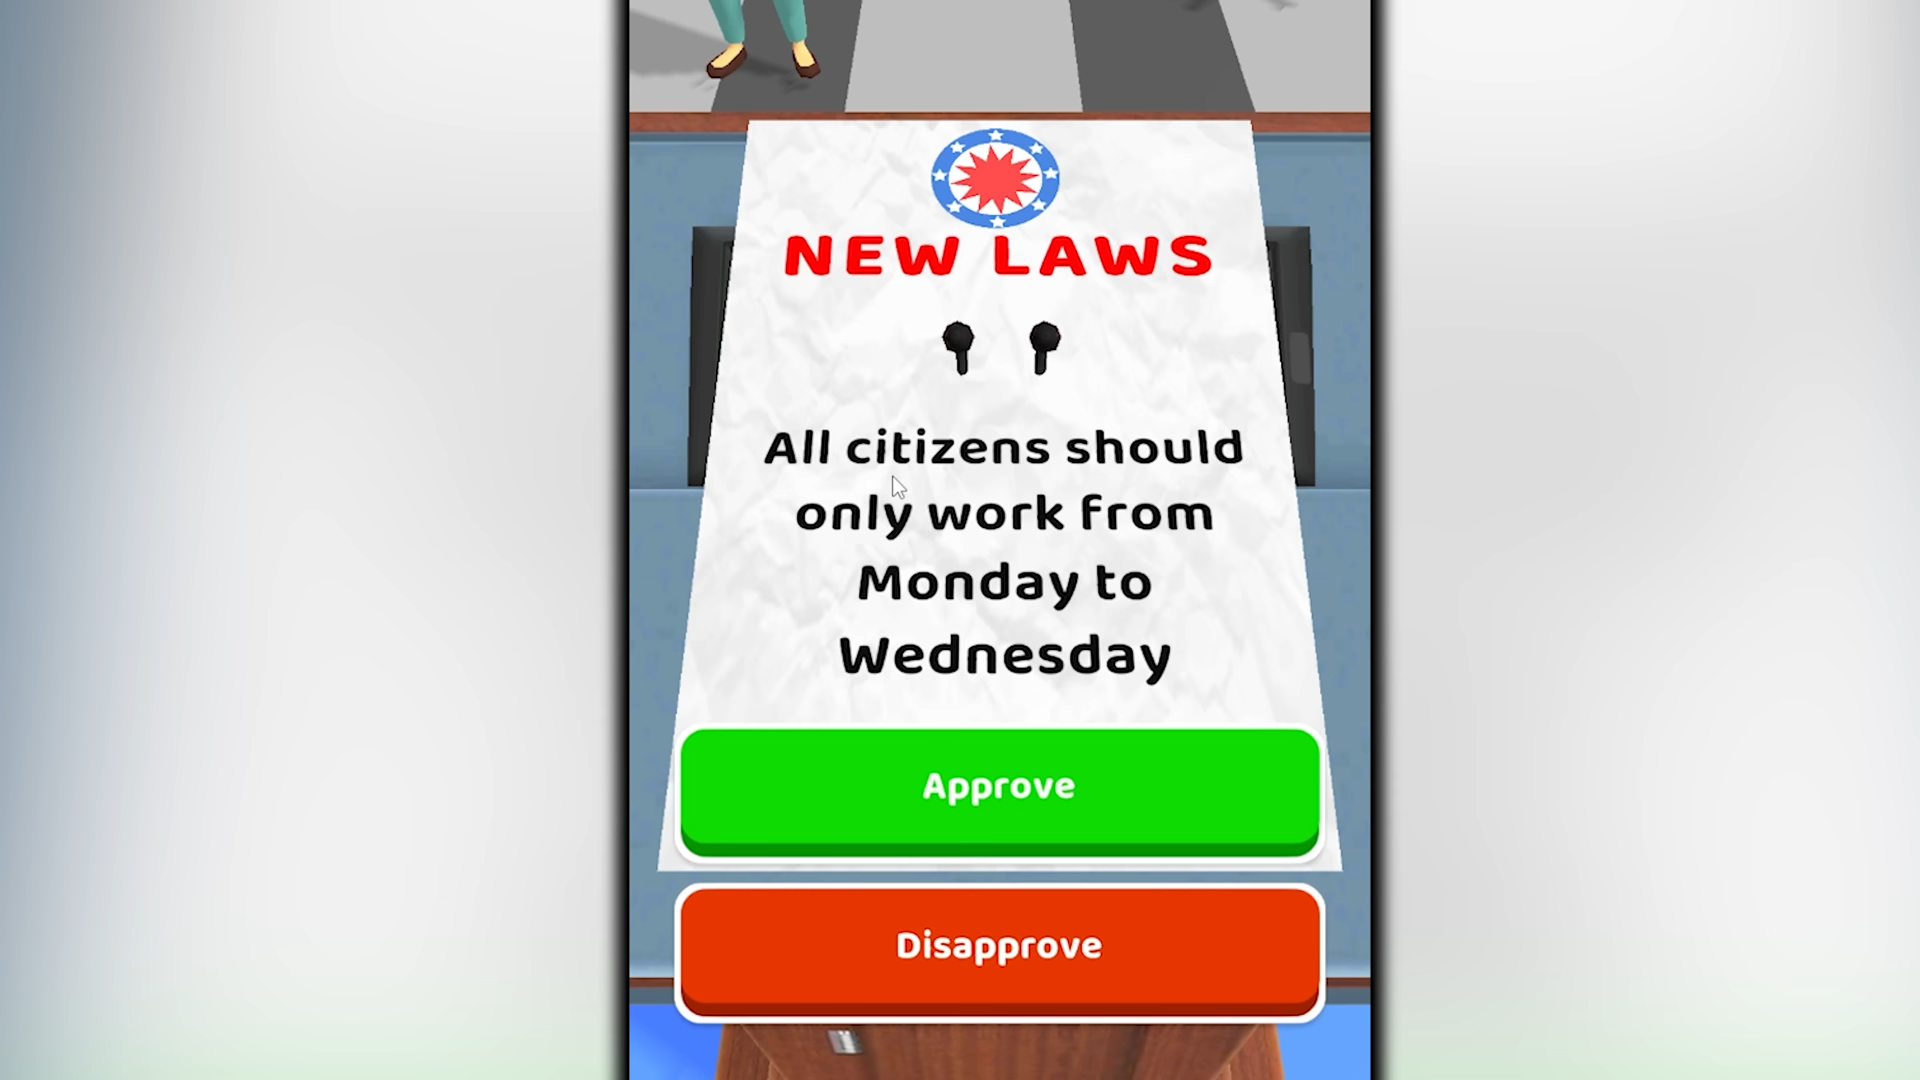 NEW LAWS
All citizens should
only work from
Monday to
Wednesday
Approve
Disapprove